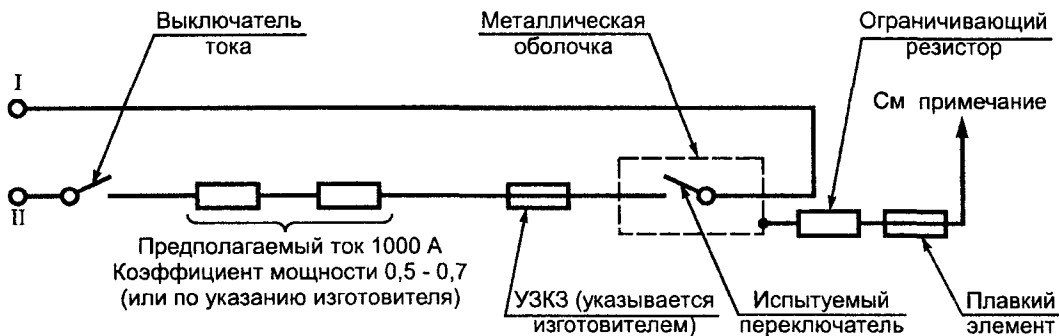 Выключатель
тока
Металлическая
оболочка
Ограничивающий
резистор
I
См примечание
II
Предполагаемый ток 1000 А
Коэффициент мощности 0,5 - 0,7
(или по указанию изготовителя)
УЗКЗ (указывается
изготовителем)
Испытуемый
переключатель
Плавкий
элемент